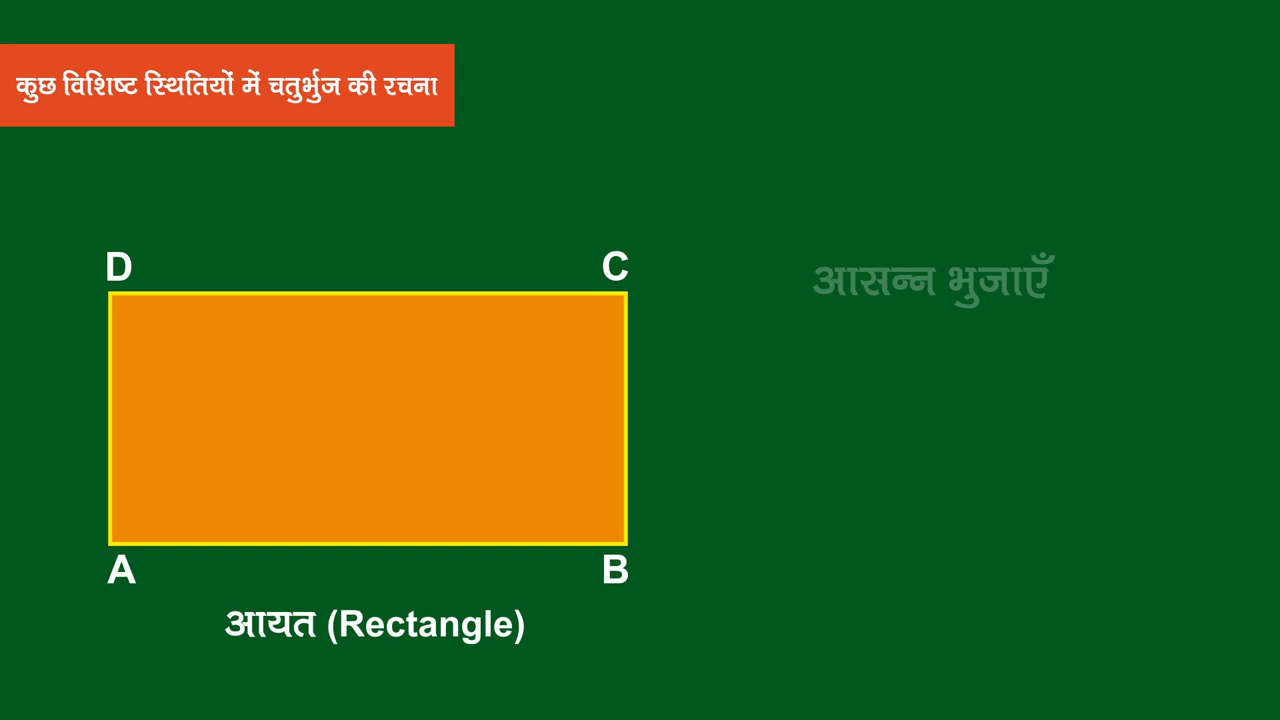 कुछ विशिष्ट स्थितियों में चतुर्भुज की रचना
D
C
आसन्न भुजाएँ
A
B
आयत (Rectangle)